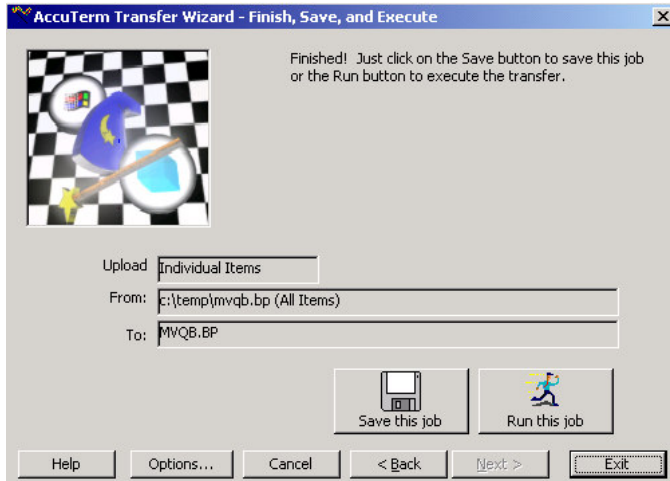 AccuTerm Transfer Wizard - Finish, Save, and Execute
Finished! Just click on the Save button to save this job
or the Run button to execute the transfer.
Upload Individual Items
From: c:\temp\mvqb.bp (All Items)
To: MVQB.BP
Save this job Run this job
Help Options... Cancel < Back Next > Exit